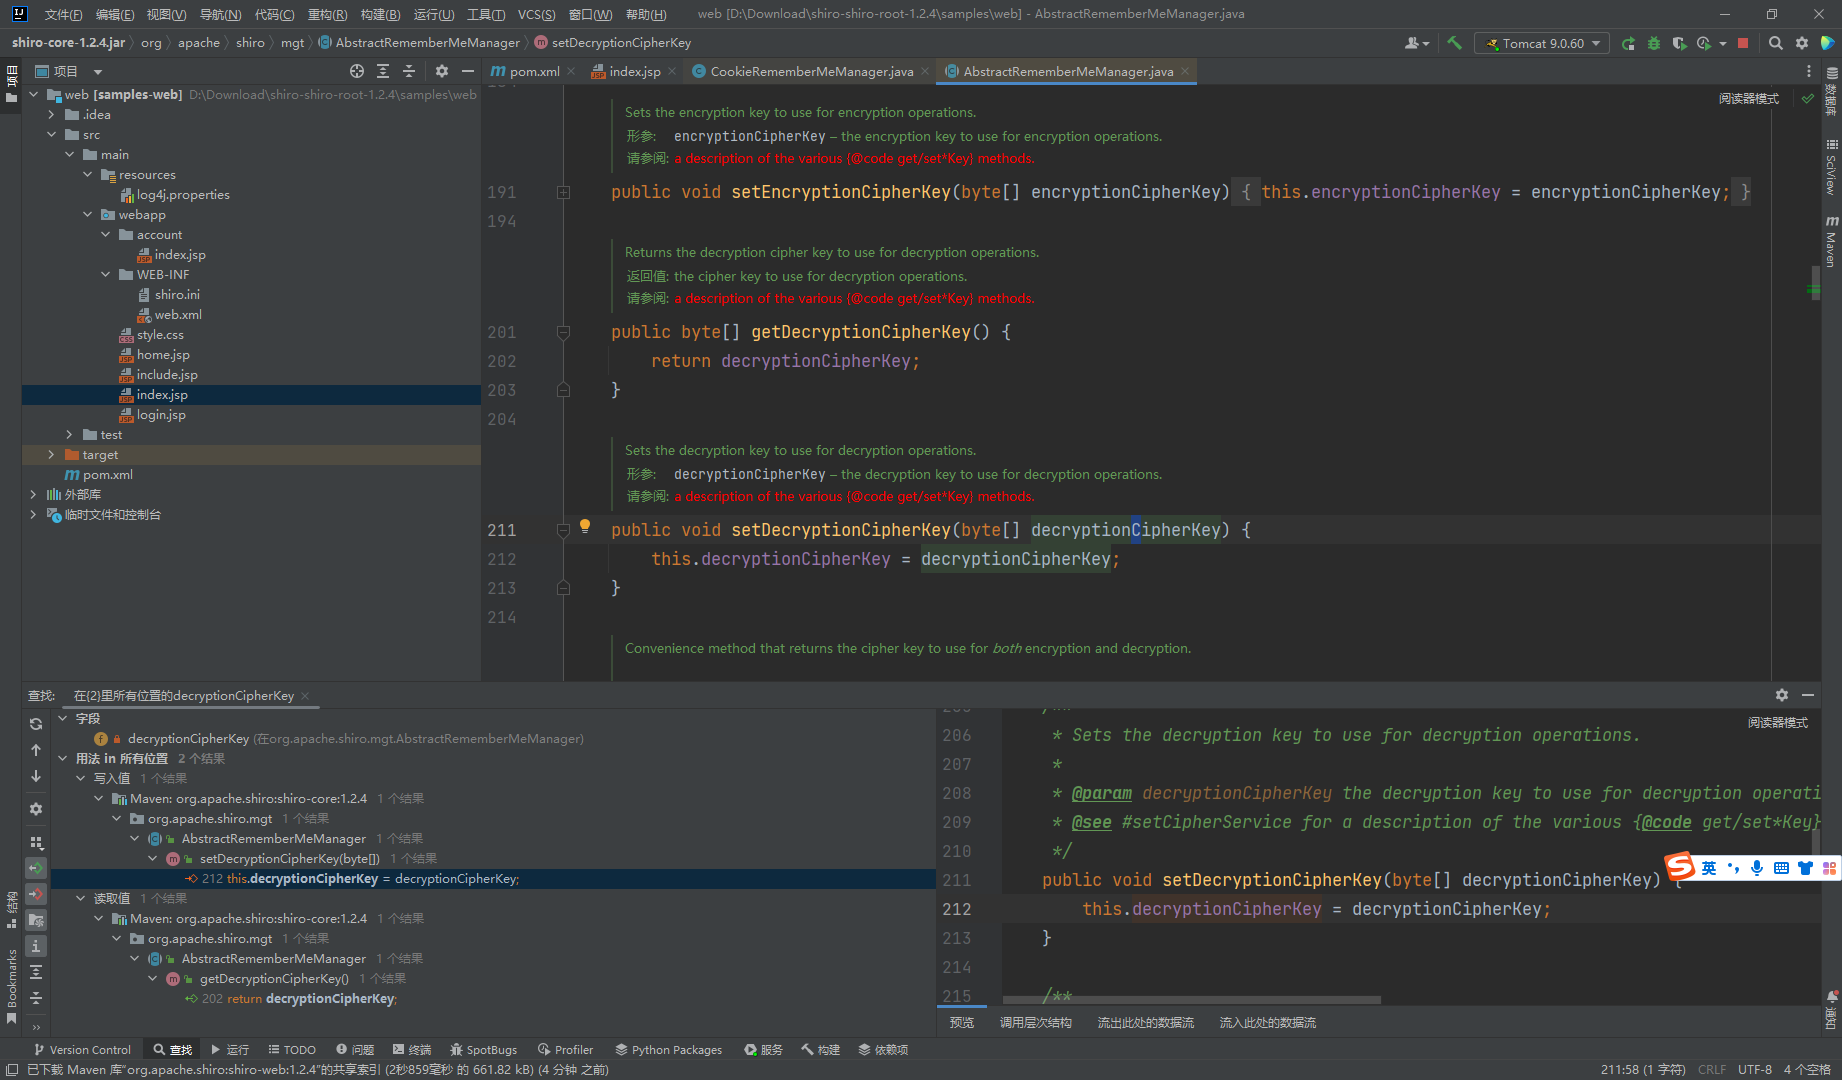 文件(F) 编辑(E) 视图(V) 导航(N) 代码(C) 重构(R) 构建(B) 运行(U) 工具(T) VCS(S) 窗口(W) 帮助(H) web [D:\Download\shiro-shiro-root-1.2.4\samples\web] - AbstractRememberMeManager.java
shiro-core-1.2.4.jar org apache shiro mgt AbstractRememberMeManager setDecryptionCipherKey Tomcat 9.0.60
项目
项目
pom.xml index.jsp CookieRememberMeManager.java AbstractRememberMeManager.java
web [samples-web] D:\Download\shiro-shiro-root-1.2.4\samples\web
.idea
src
main
resources
log4j.properties
webapp
account
index.jsp
WEB-INF
shiro.ini
web.xml
style.css
home.jsp
include.jsp
index.jsp
login.jsp
test
target
pom.xml
外部库
临时文件和控制台
阅读器模式
Sets the encryption key to use for encryption operations.
形参: encryptionCipherKey – the encryption key to use for encryption operations.
请参阅: a description of the various {@code get/set*Key} methods.
191 public void setEncryptionCipherKey(byte[] encryptionCipherKey) { this.encryptionCipherKey = encryptionCipherKey; }
194
Returns the decryption cipher key to use for decryption operations.
返回值: the cipher key to use for decryption operations.
请参阅: a description of the various {@code get/set*Key} methods.
201 public byte[] getDecryptionCipherKey() {
202 return decryptionCipherKey;
203 }
204
Sets the decryption key to use for decryption operations.
形参: decryptionCipherKey – the decryption key to use for decryption operations.
请参阅: a description of the various {@code get/set*Key} methods.
211 public void setDecryptionCipherKey(byte[] decryptionCipherKey) {
212 this.decryptionCipherKey = decryptionCipherKey;
213 }
214
Convenience method that returns the cipher key to use for both encryption and decryption.
数据库
SciView
Maven
通知
查找: 在{2}里所有位置的decryptionCipherKey
字段
decryptionCipherKey (在org.apache.shiro.mgt.AbstractRememberMeManager)
用法 in 所有位置 2 个结果
写入值 1 个结果
Maven: org.apache.shiro:shiro-core:1.2.4 1 个结果
org.apache.shiro.mgt 1 个结果
AbstractRememberMeManager 1 个结果
setDecryptionCipherKey(byte[]) 1 个结果
212 this.decryptionCipherKey = decryptionCipherKey;
读取值 1 个结果
Maven: org.apache.shiro:shiro-core:1.2.4 1 个结果
org.apache.shiro.mgt 1 个结果
AbstractRememberMeManager 1 个结果
getDecryptionCipherKey() 1 个结果
202 return decryptionCipherKey;
结构
Bookmarks
阅读器模式
/**
206 * Sets the decryption key to use for decryption operations.
207 *
208 * @param decryptionCipherKey the decryption key to use for decryption operati
209 * @see #setCipherService for a description of the various {@code get/set*Key}
210 */
211 public void setDecryptionCipherKey(byte[] decryptionCipherKey) {
212 this.decryptionCipherKey = decryptionCipherKey;
213 }
214
215 /**
英
预览 调用层次结构 流出此处的数据流 流入此处的数据流
Version Control 查找 运行 TODO 问题 终端 SpotBugs Profiler Python Packages 服务 构建 依赖项
已下载 Maven 库"org.apache.shiro:shiro-web:1.2.4"的共享索引 (2秒859毫秒 的 661.82 kB) (4 分钟 之前) 211:58 (1 字符) CRLF UTF-8 4 个空格